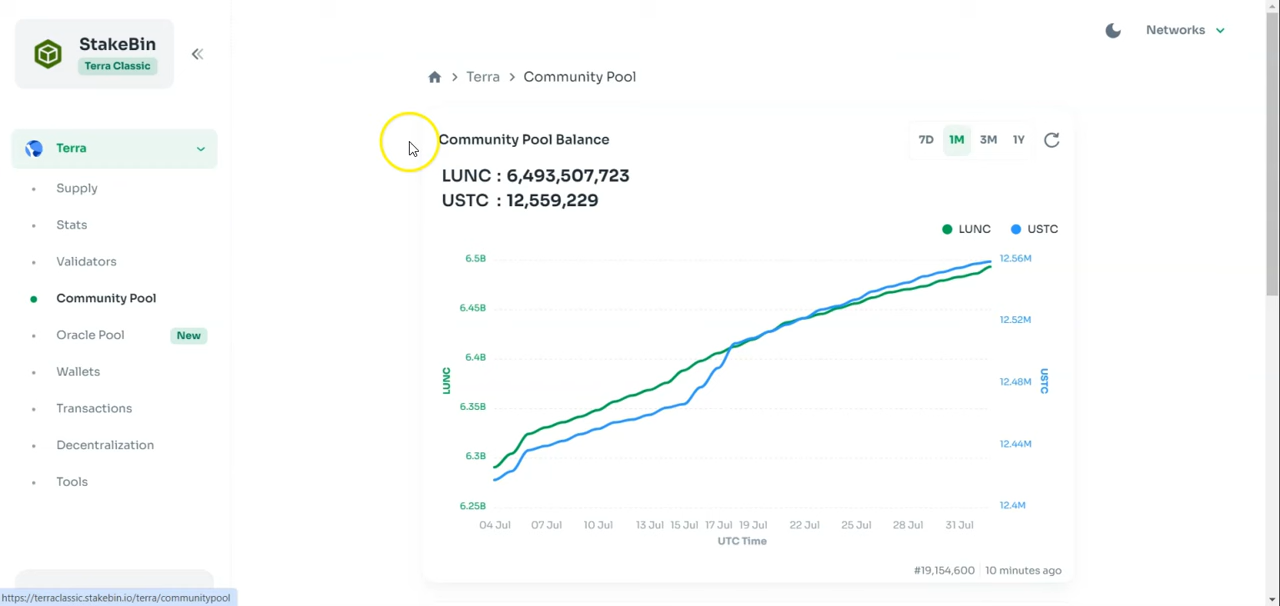 StakeBin
Terra Classic
Networks
Terra > Community Pool
Terra
Supply
Stats
Validators
Community Pool
Oracle Pool New
Wallets
Transactions
Decentralization
Tools
Community Pool Balance
7D 1M 3M 1Y
LUNC : 6,493,507,723
USTC : 12,559,229
LUNC USTC
6.5B
6.45B
6.4B
6.35B
6.3B
6.25B
LUNC
12.56M
12.52M
12.48M
12.44M
12.4M
USTC
04 Jul 07 Jul 10 Jul 13 Jul 15 Jul 17 Jul 19 Jul 22 Jul 25 Jul 28 Jul 31 Jul
UTC Time
#19,154,600 10 minutes ago
https://terraclassic.stakebin.io/terra/communitypool